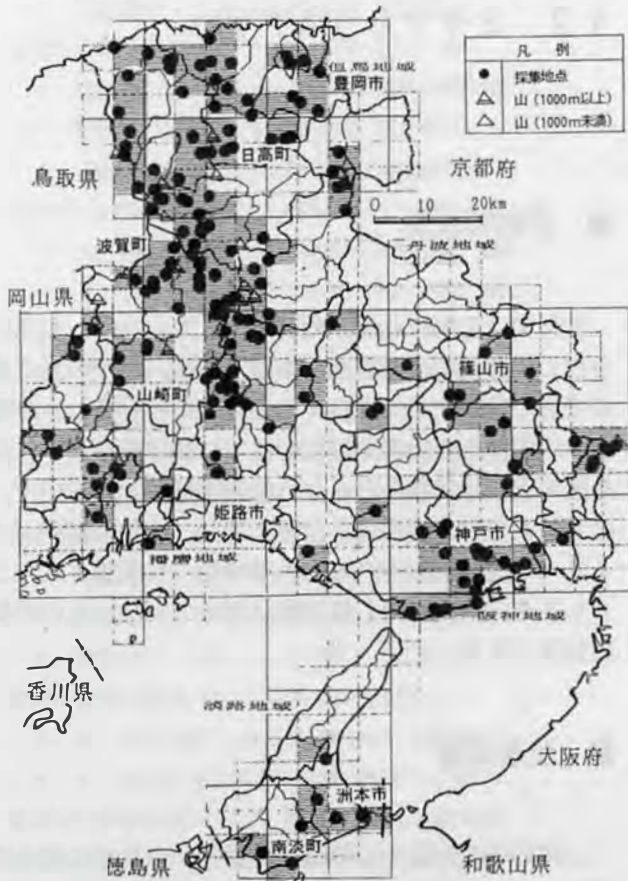 凡例
採集地点
山（1000m以上）
山（1000m未満）
但馬地域
豊岡市
日高町
鳥取県
京都府
0 10 20km
波賀町
丹波地域
岡山県
篠山市
山崎町
姫路市
神戸市
播磨地域
阪神地域
香川県
淡路地域
大阪府
洲本市
南淡町
徳島県
和歌山県